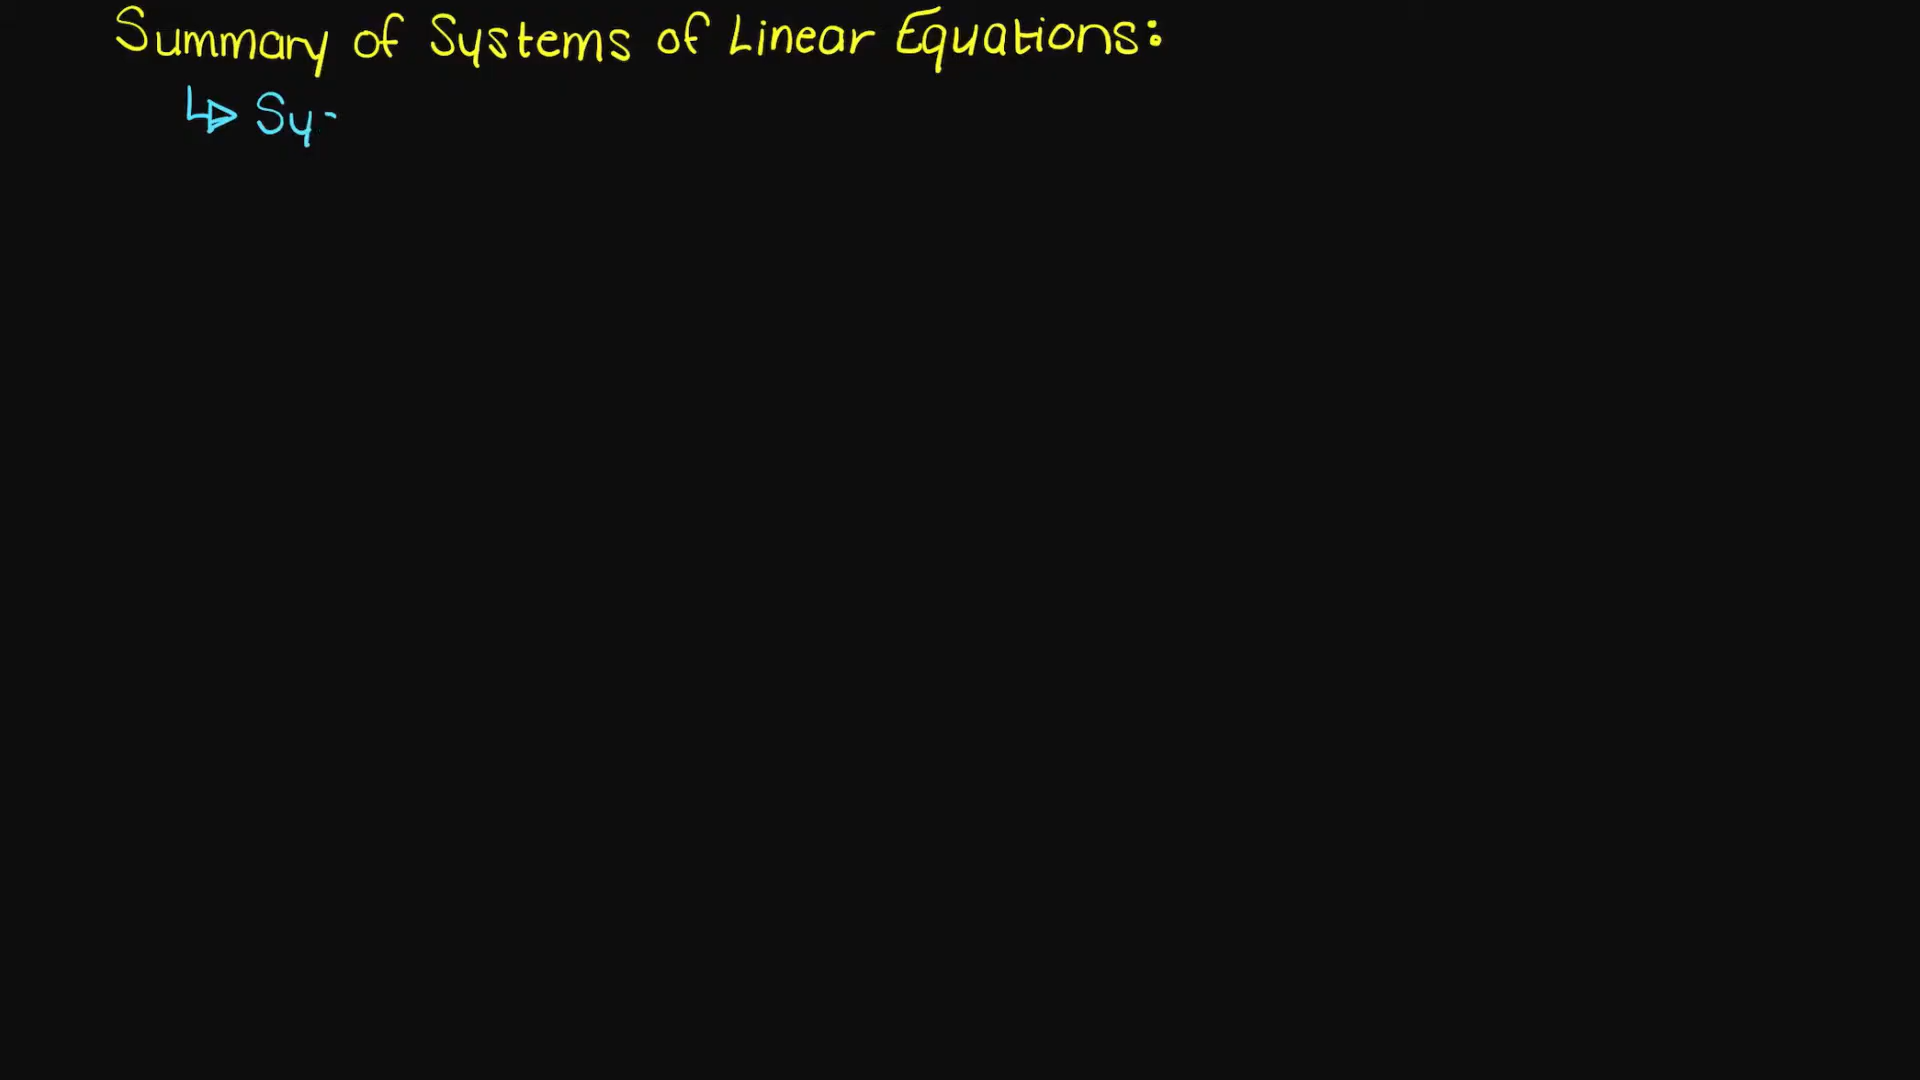 Summary of Systems of Linear Equations:
↳ Sy